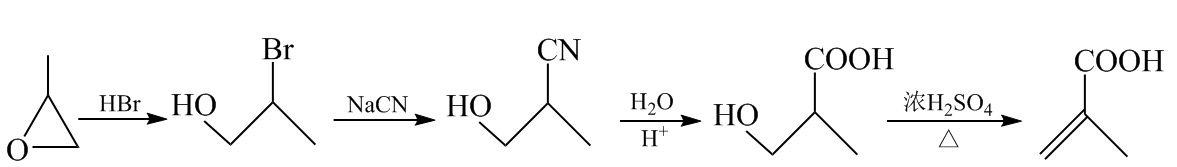 O
HBr
HO Br
NaCN
HO CN
H₂O
H⁺
HO COOH
浓H₂SO₄
△
COOH